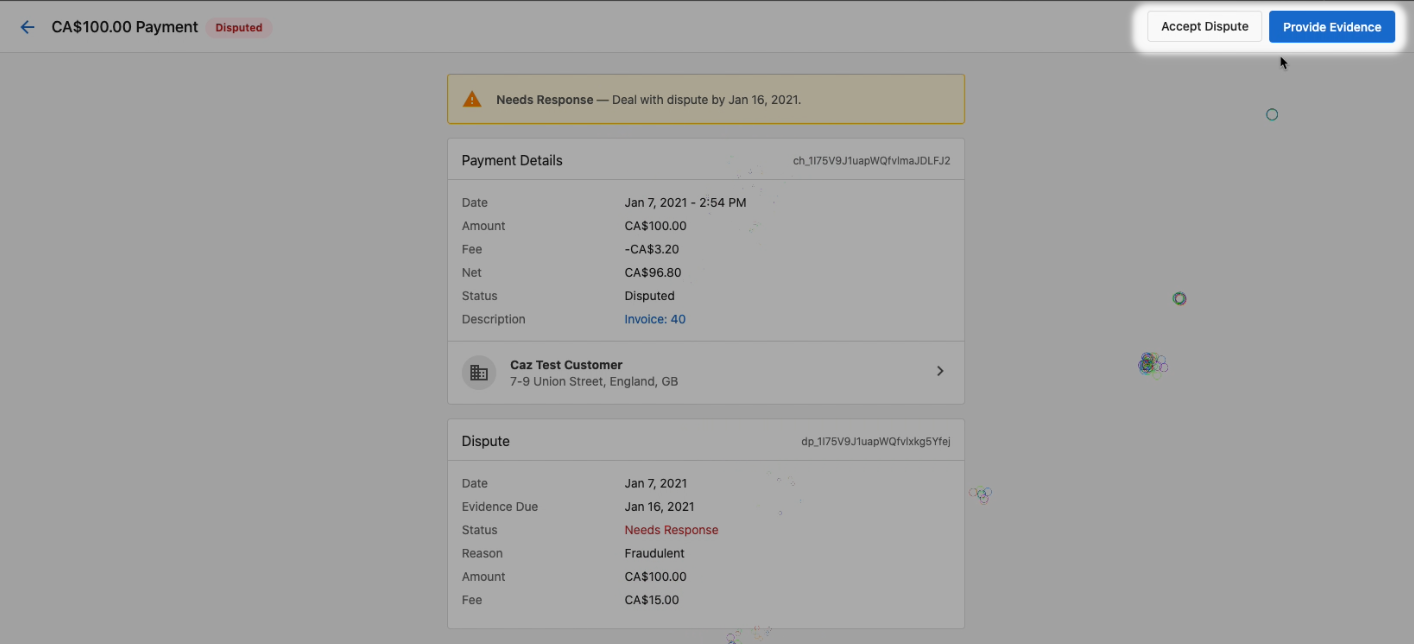 CA$100.00 Payment Disputed Accept Dispute Provide Evidence
Needs Response — Deal with dispute by Jan 16, 2021.
Payment Details ch_1I75V9J1uapWQfvlmaJDLFJ2
Date Jan 7, 2021 - 2:54 PM
Amount CA$100.00
Fee -CA$3.20
Net CA$96.80
Status Disputed
Description Invoice: 40
Caz Test Customer
7-9 Union Street, England, GB
Dispute dp_1I75V9J1uapWQfvlxkg5Yfej
Date Jan 7, 2021
Evidence Due Jan 16, 2021
Status Needs Response
Reason Fraudulent
Amount CA$100.00
Fee CA$15.00